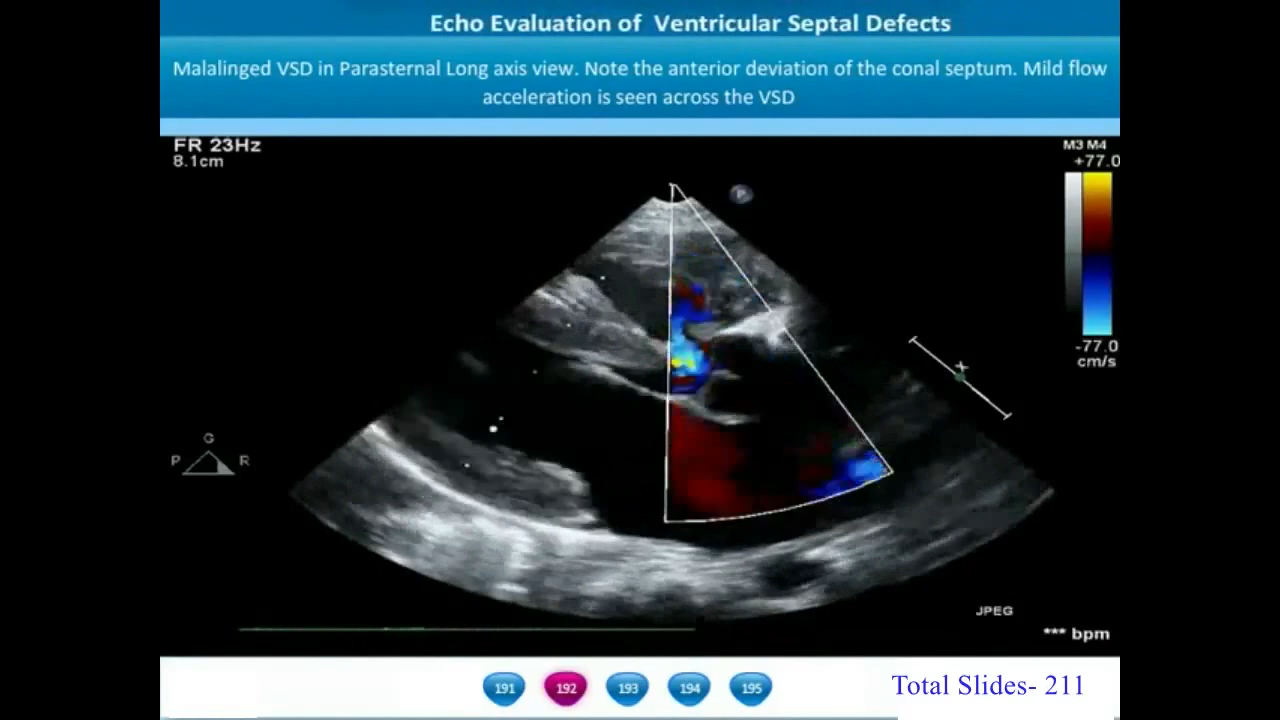 Echo Evaluation of Ventricular Septal Defects
Malalinged VSD in Parasternal Long axis view. Note the anterior deviation of the conal septum. Mild flow
acceleration is seen across the VSD
FR 23Hz
8.1cm
M3 M4
+77.0
P
-77.0
cm/s
G
P R
JPEG
*** bpm
191 192 193 194 195
Total Slides- 211